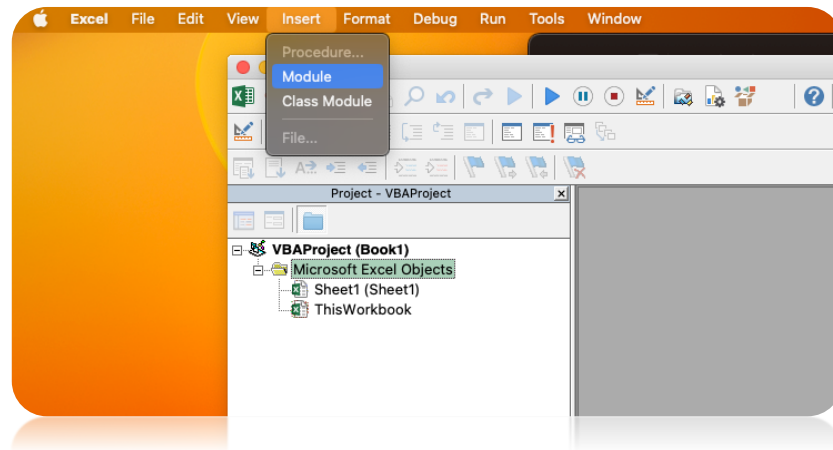 Excel File Edit View Insert Format Debug Run Tools Window
Procedure...
Module
Class Module
File...
Project - VBAProject
VBAProject (Book1)
Microsoft Excel Objects
Sheet1 (Sheet1)
ThisWorkbook